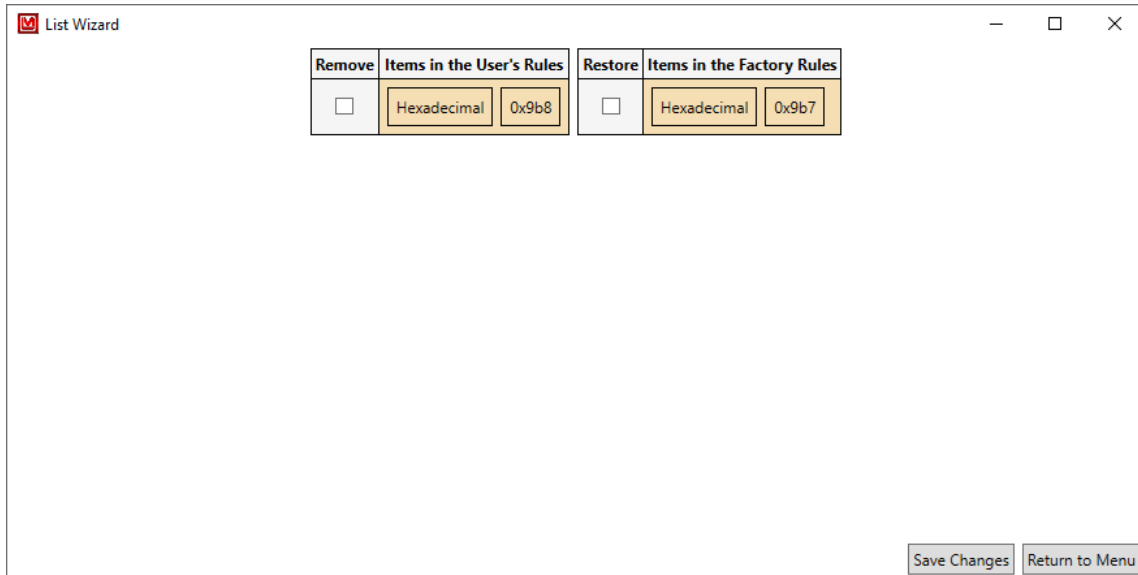 List Wizard
Remove Items in the User's Rules Restore Items in the Factory Rules
Hexadecimal 0x9b8 Hexadecimal 0x9b7
Save Changes Return to Menu